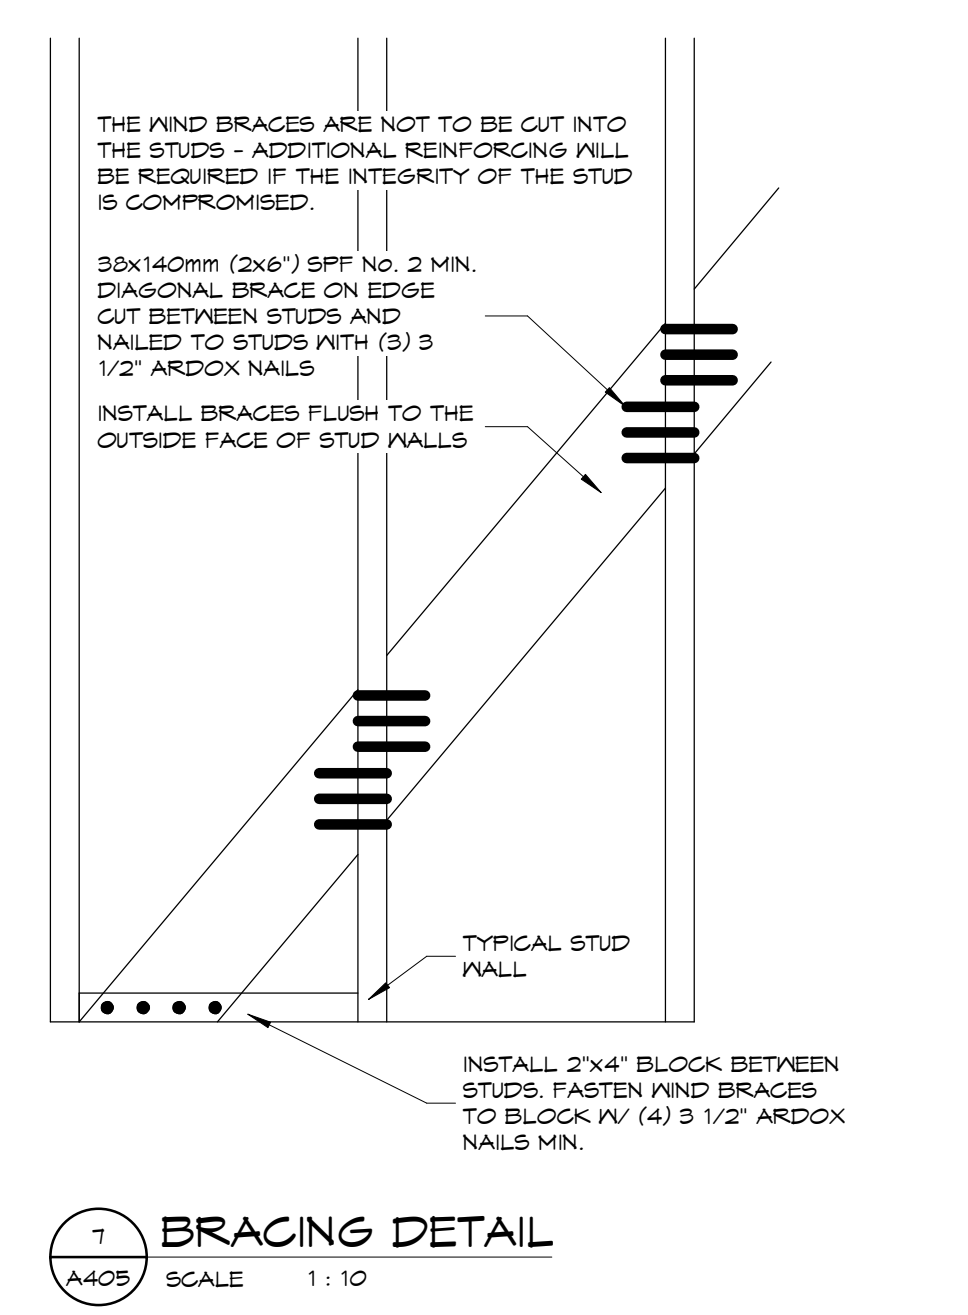 THE WIND BRACES ARE NOT TO BE CUT INTO
THE STUDS - ADDITIONAL REINFORCING WILL
BE REQUIRED IF THE INTEGRITY OF THE STUD
IS COMPROMISED.
38x140mm (2x6") SPF No. 2 MIN.
DIAGONAL BRACE ON EDGE
CUT BETWEEN STUDS AND
NAILED TO STUDS WITH (3) 3
1/2" ARDOX NAILS
INSTALL BRACES FLUSH TO THE
OUTSIDE FACE OF STUD WALLS
TYPICAL STUD
WALL
INSTALL 2"x4" BLOCK BETWEEN
STUDS. FASTEN WIND BRACES
TO BLOCK W/ (4) 3 1/2" ARDOX
NAILS MIN.
7
BRACING DETAIL
A405
SCALE 1 : 10